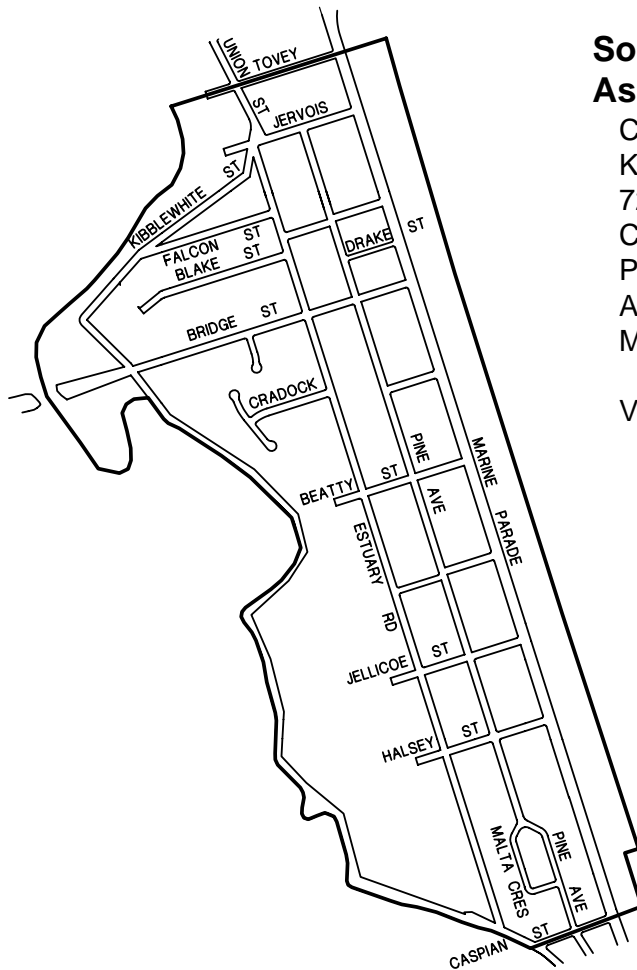 UNION ST
TOVEY
JERVOIS
KIBBLEWHITE ST
FALCON ST
BLAKE ST
DRAKE ST
BRIDGE ST
CRADOCK
BEATTY ST
PINE AVE
MARINE PARADE
ESTUARY RD
JELLICOE ST
HALSEY ST
MALTA CRES
PINE AVE
CASPIAN ST
So
As
C
K
7
C
P
A
M
V